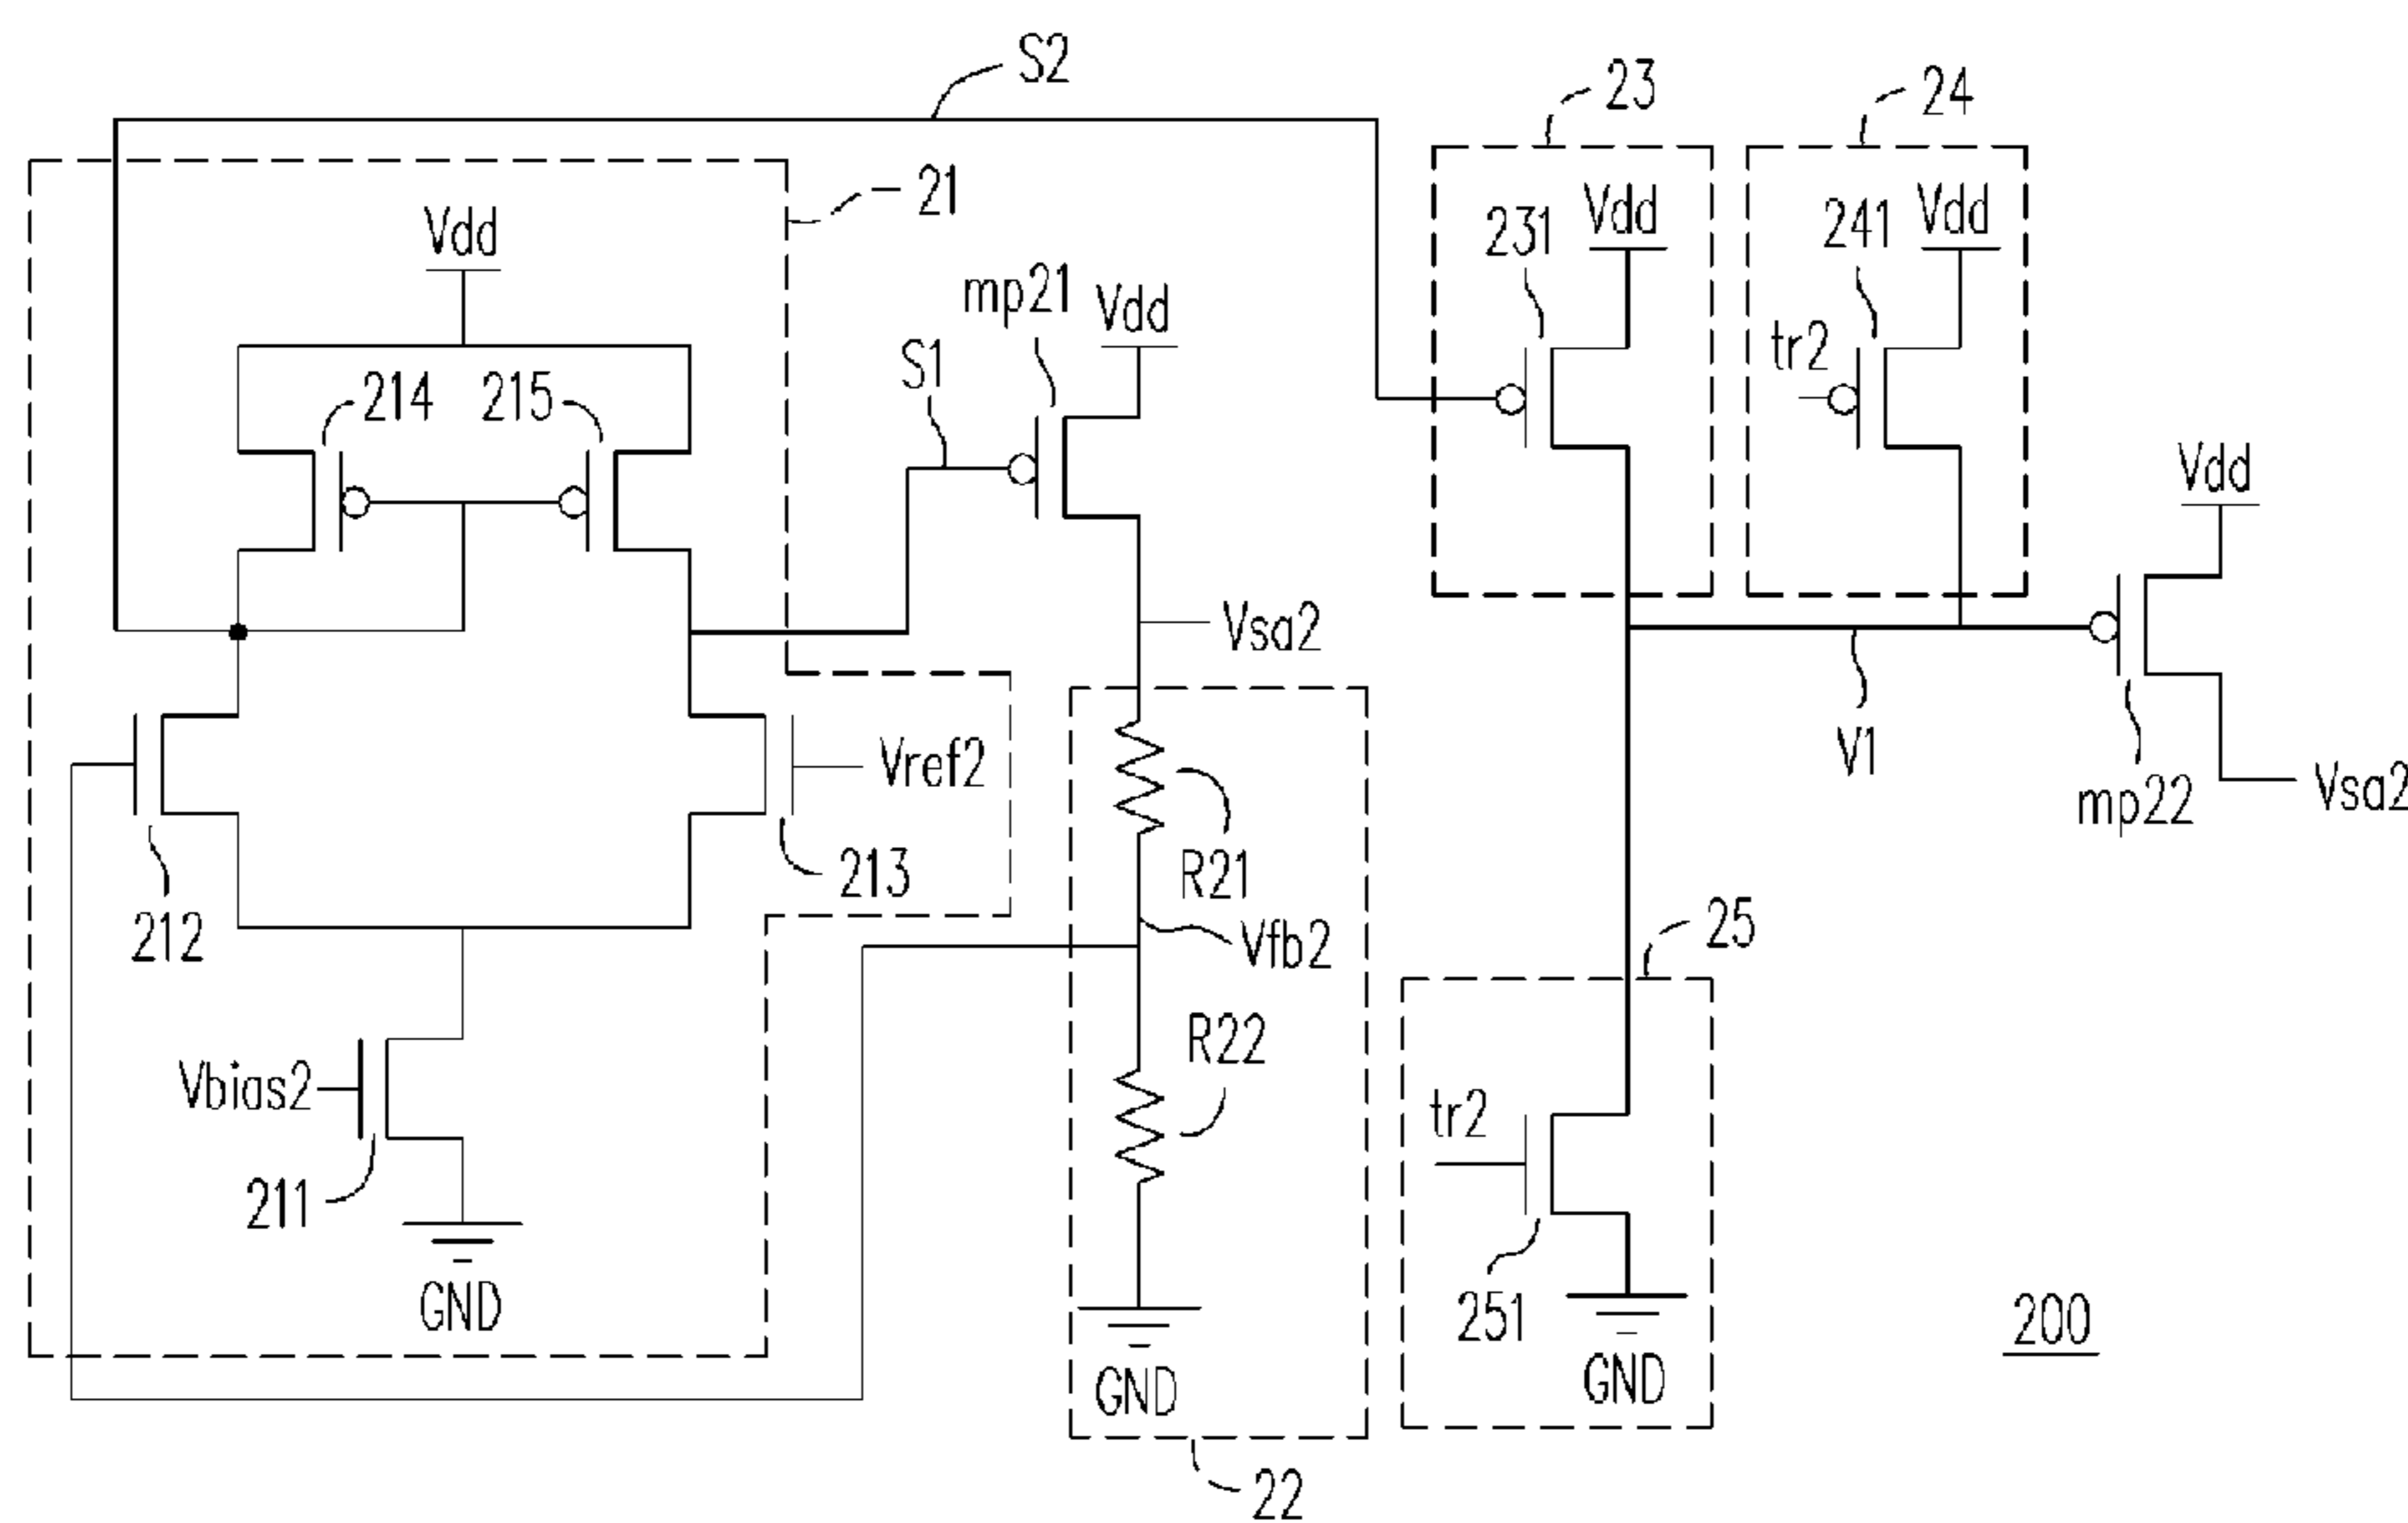 S2
23
24
21
Vdd
231
Vdd
241
Vdd
mp21
Vdd
tr2
S1
214
215
Vdd
Vsa2
Vref2
V1
mp22
Vsa2
213
R21
212
Vfb2
25
R22
Vbias2
tr2
211
GND
251
GND
GND
200
22